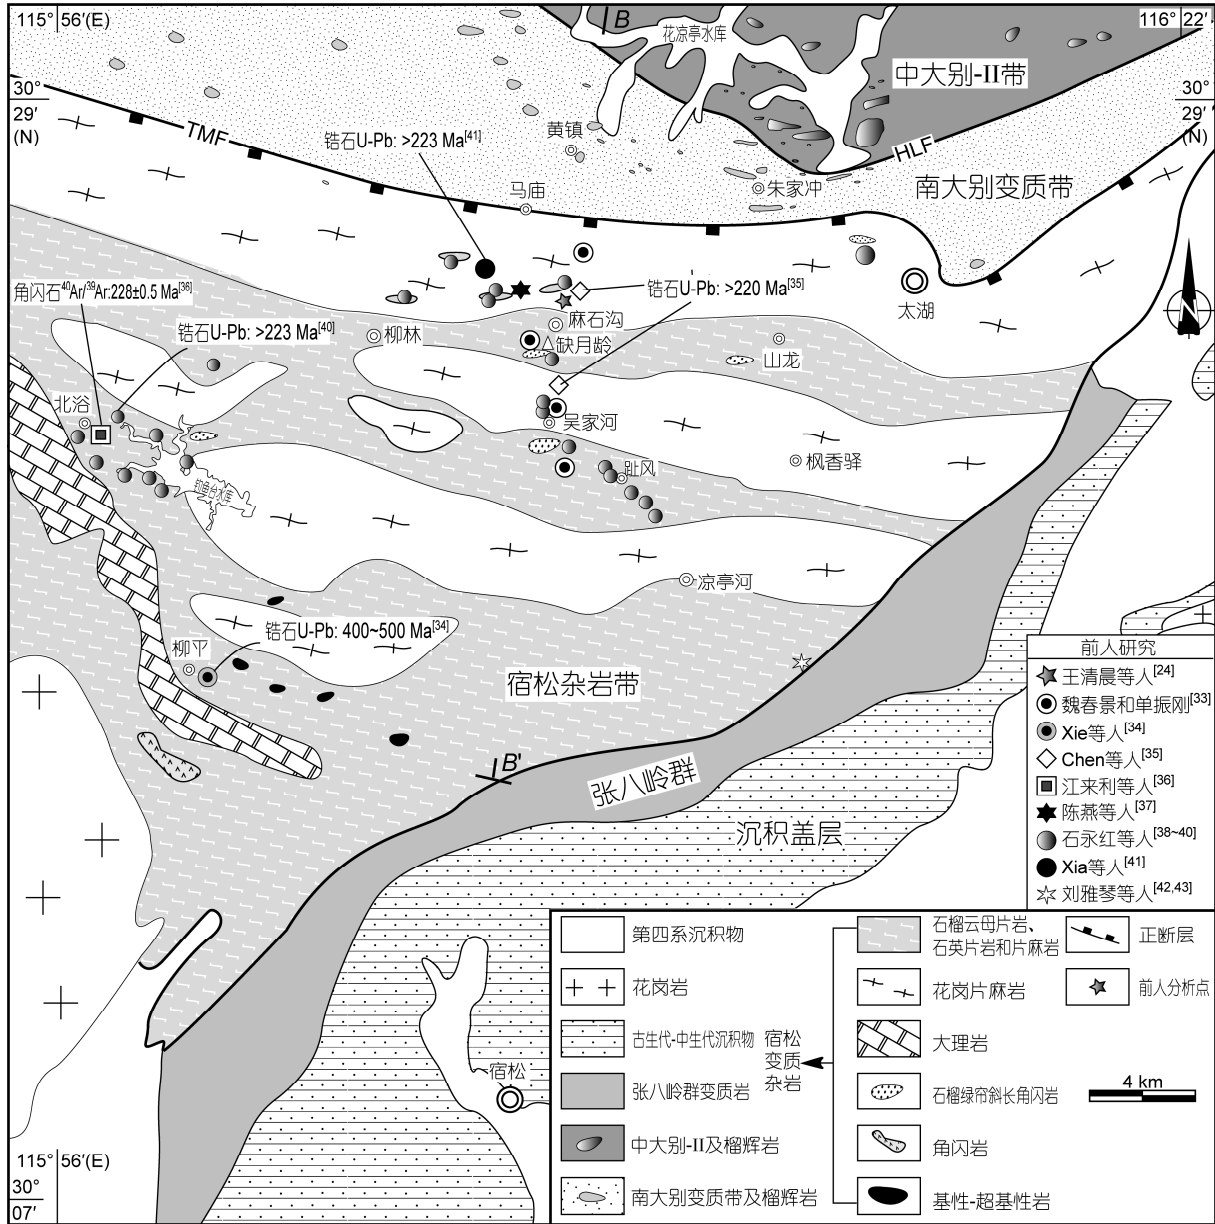 115° 56′(E)
B
花凉亭水库
116° 22′
30°
29′
(N)
中大别-II带
30°
29′
(N)
TMF
锆石U-Pb: >223 Ma[41]
黄镇
HLF
马庙
朱家冲
南大别变质带
角闪石40Ar/39Ar:228±0.5 Ma[36]
锆石U-Pb: >220 Ma[35]
太湖
锆石U-Pb: >223 Ma[40]
柳林
麻石沟
缺月龄
山龙
北浴
吴家河
枫香驿
趾风
钓鱼台水库
凉亭河
锆石U-Pb: 400~500 Ma[34]
柳平
宿松杂岩带
B'
张八岭群
沉积盖层
宿松
前人研究
王清晨等人[24]
魏春景和单振刚[33]
Xie等人[34]
Chen等人[35]
江来利等人[36]
陈燕等人[37]
石永红等人[38~40]
Xia等人[41]
刘雅琴等人[42,43]
第四系沉积物
花岗岩
古生代-中生代沉积物
张八岭群变质岩
中大别-II及榴辉岩
南大别变质带及榴辉岩
宿松
变质
杂岩
石榴云母片岩、
石英片岩和片麻岩
花岗片麻岩
大理岩
石榴绿帘斜长角闪岩
角闪岩
基性-超基性岩
正断层
前人分析点
4 km
115° 56′(E)
30°
07′